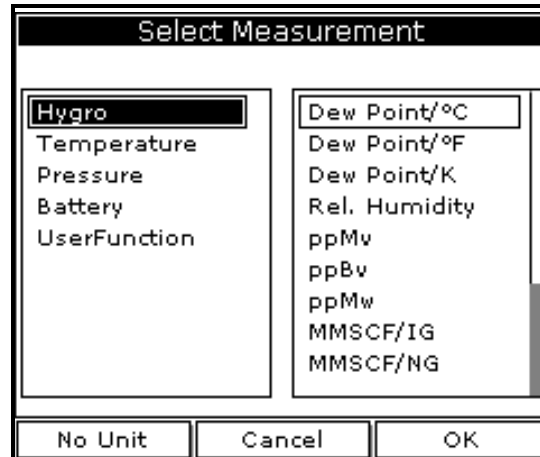 Select Measurement
Hygro
Temperature
Pressure
Battery
UserFunction
Dew Point/°C
Dew Point/°F
Dew Point/K
Rel. Humidity
ppMv
ppBv
ppMw
MMSCF/IG
MMSCF/NG
No Unit
Cancel
OK